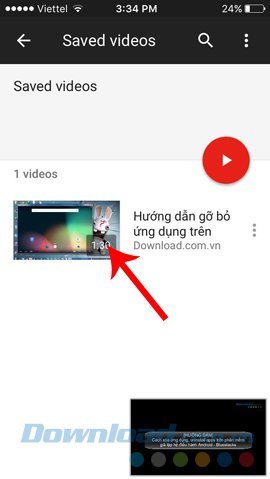 Viettel 3:34 PM 24%
Saved videos
Saved videos
1 videos
1:30
Hướng dẫn gỡ bỏ
ứng dụng trên
Download.com.vn
[HƯỚNG DẪN]
Cách xóa ứng dụng, uninstall apps trên phần mềm
giả lập hệ điều hành Android - Bluestacks
Download